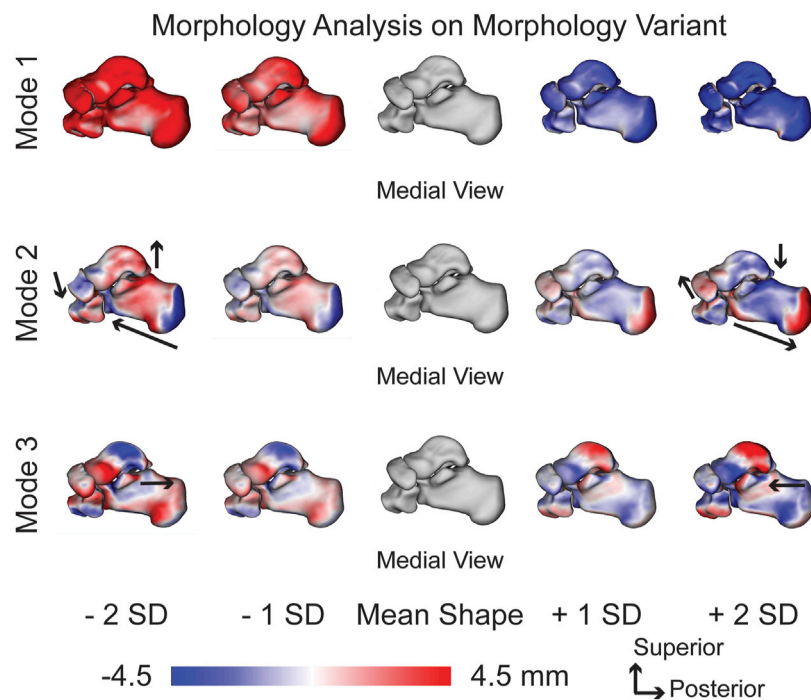 Morphology Analysis on Morphology Variant
Mode 1
Medial View
Mode 2
Medial View
Mode 3
Medial View
- 2 SD
- 1 SD
Mean Shape
+ 1 SD
+ 2 SD
-4.5
4.5 mm
Superior
Posterior